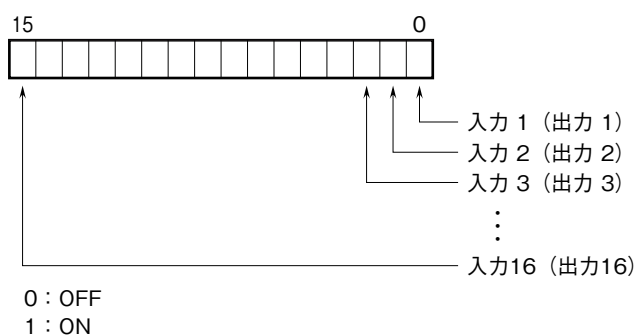 15 0
入力 1（出力 1）
入力 2（出力 2）
入力 3（出力 3）
⋮
入力16（出力16）
0：OFF
1：ON